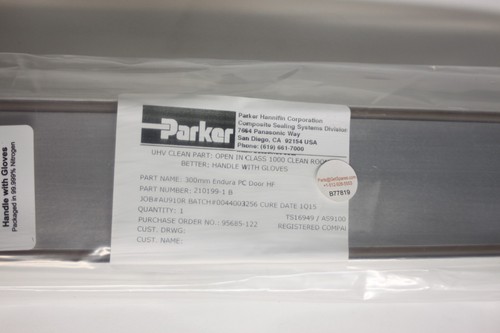 Parker
Parker Hannifin Corporation
Composite Sealing Systems Division
7664 Panasonic Way
San Diego, CA 92154 USA
Phone: (619) 661-7000
UHV CLEAN PART: OPEN IN CLASS 1000 CLEAN ROO
BETTER; HANDLE WITH GLOVES
PART NAME: 300mm Endura PC Door HF
PART NUMBER: 210199-1 B
JOB#AU910R BATCH#0044003256 CURE DATE 1Q15
QUANTITY: 1
TS16949 / AS9100
PURCHASE ORDER NO.: 95685-122
REGISTERED COMPA
CUST. DRWG:
CUST. NO:
B77819
Handle with Gloves
Packaged in 99.999% Nitrogen